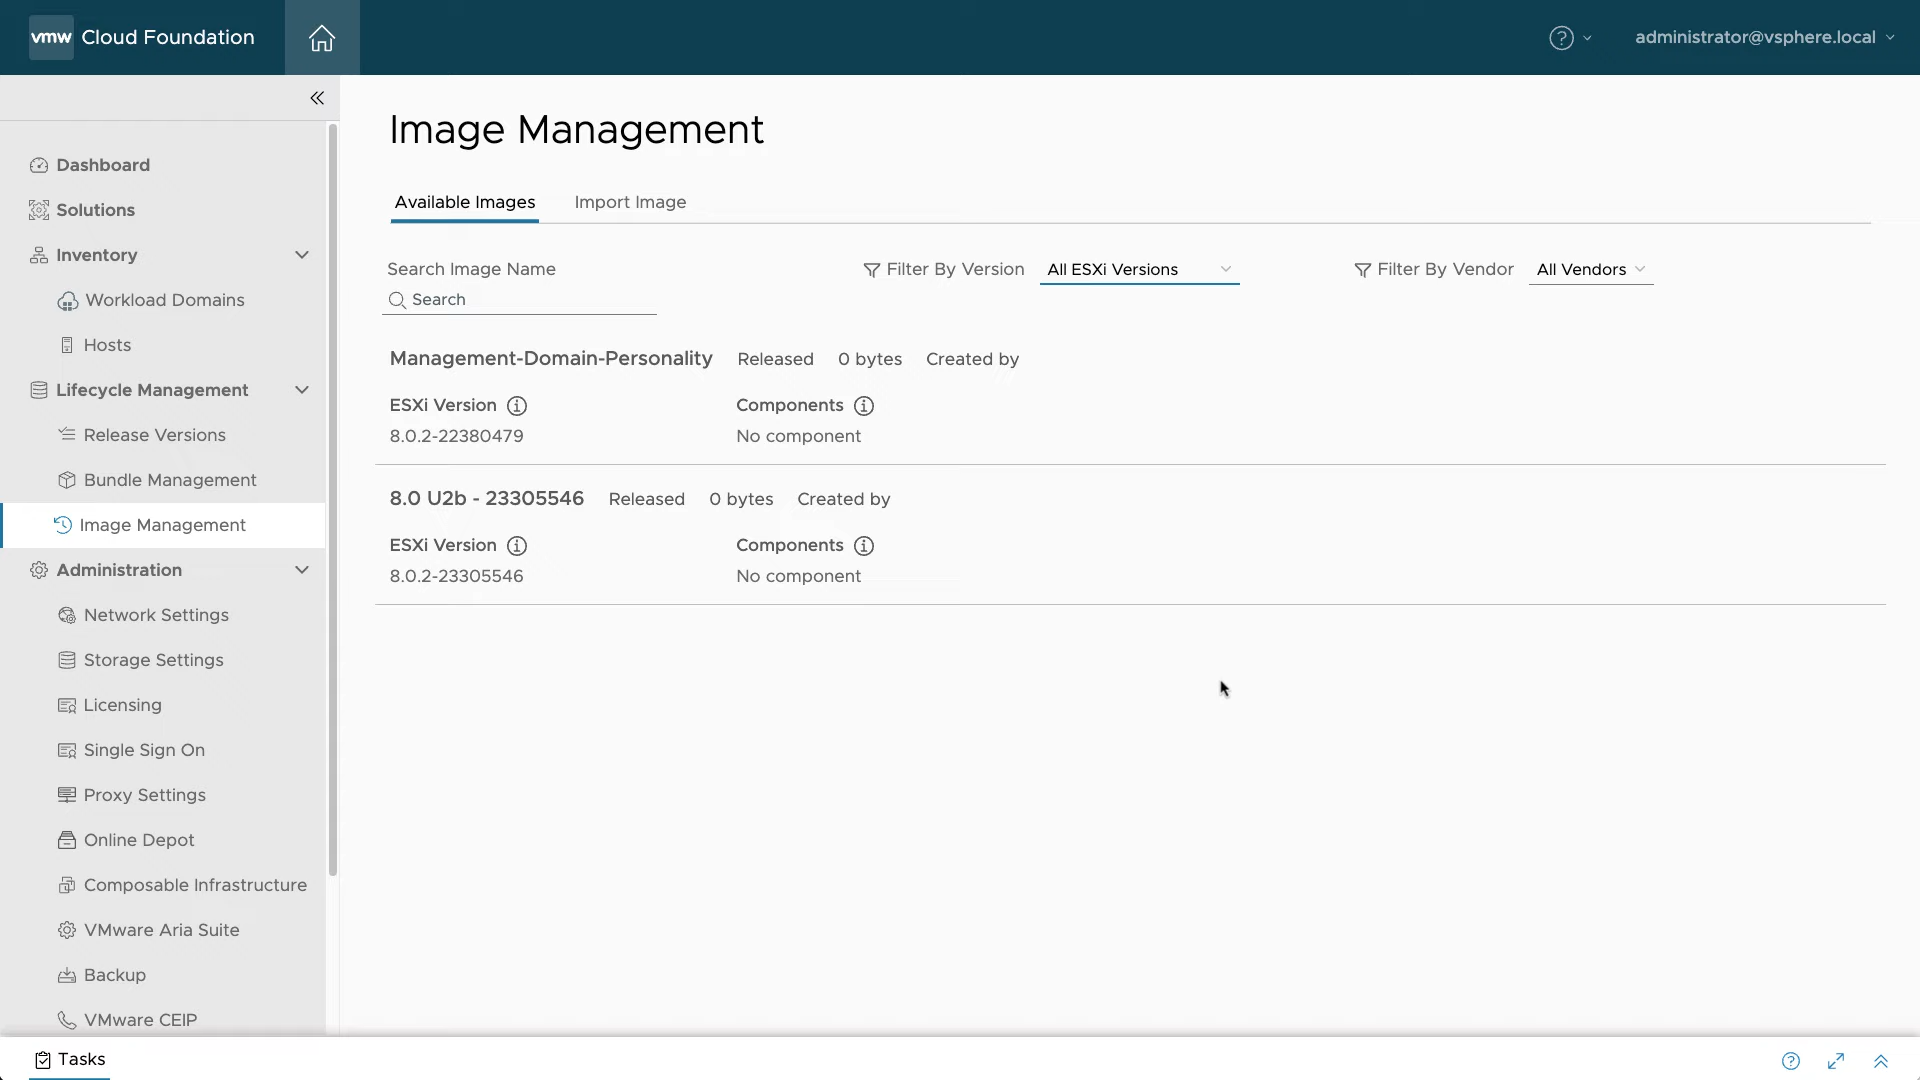 vmw Cloud Foundation
administrator@vsphere.local
Dashboard
Solutions
Inventory
Workload Domains
Hosts
Lifecycle Management
Release Versions
Bundle Management
Image Management
Administration
Network Settings
Storage Settings
Licensing
Single Sign On
Proxy Settings
Online Depot
Composable Infrastructure
VMware Aria Suite
Backup
VMware CEIP
Image Management
Available Images Import Image
Search Image Name Filter By Version All ESXi Versions Filter By Vendor All Vendors
Search
Management-Domain-Personality Released 0 bytes Created by
ESXi Version Components
8.0.2-22380479 No component
8.0 U2b - 23305546 Released 0 bytes Created by
ESXi Version Components
8.0.2-23305546 No component
Tasks